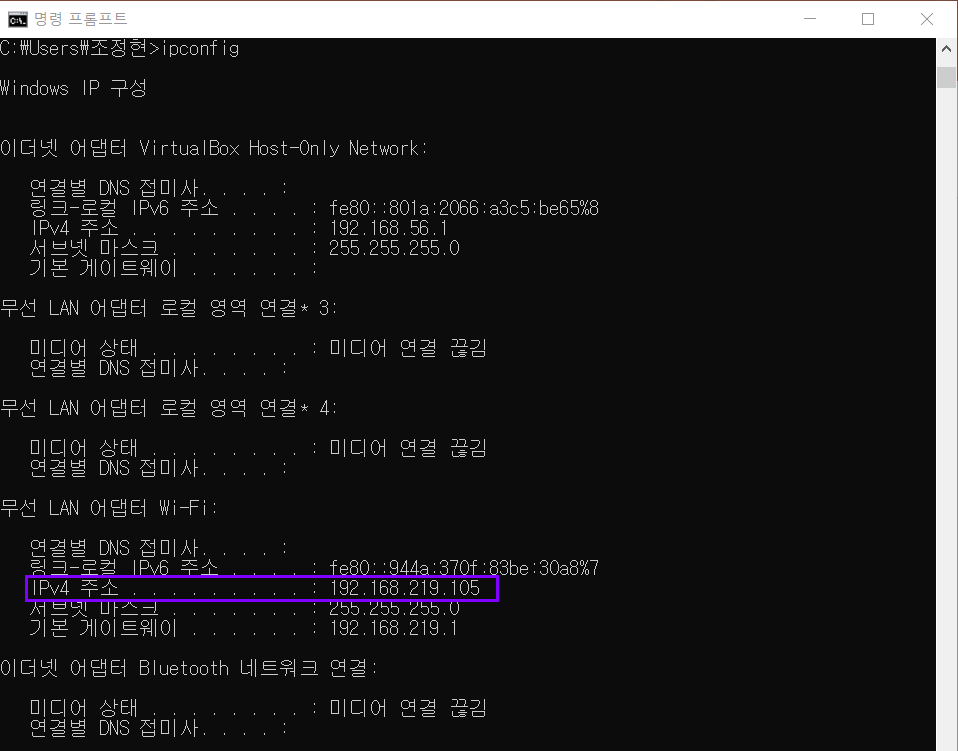 명령 프롬프트
C:\Users\조정현>ipconfig
Windows IP 구성
이더넷 어댑터 VirtualBox Host-Only Network:
연결별 DNS 접미사. . . . :
링크-로컬 IPv6 주소 . . . . : fe80::801a:2066:a3c5:be65%8
IPv4 주소 . . . . . . . . . : 192.168.56.1
서브넷 마스크 . . . . . . . : 255.255.255.0
기본 게이트웨이 . . . . . . :
무선 LAN 어댑터 로컬 영역 연결* 3:
미디어 상태 . . . . . . . . : 미디어 연결 끊김
연결별 DNS 접미사. . . . :
무선 LAN 어댑터 로컬 영역 연결* 4:
미디어 상태 . . . . . . . . : 미디어 연결 끊김
연결별 DNS 접미사. . . . :
무선 LAN 어댑터 Wi-Fi:
연결별 DNS 접미사. . . . :
링크-로컬 IPv6 주소 . . . . : fe80::944a:370f:83be:30a8%7
IPv4 주소 . . . . . . . . . : 192.168.219.105
서브넷 마스크 . . . . . . . : 255.255.255.0
기본 게이트웨이 . . . . . . : 192.168.219.1
이더넷 어댑터 Bluetooth 네트워크 연결:
미디어 상태 . . . . . . . . : 미디어 연결 끊김
연결별 DNS 접미사. . . . :